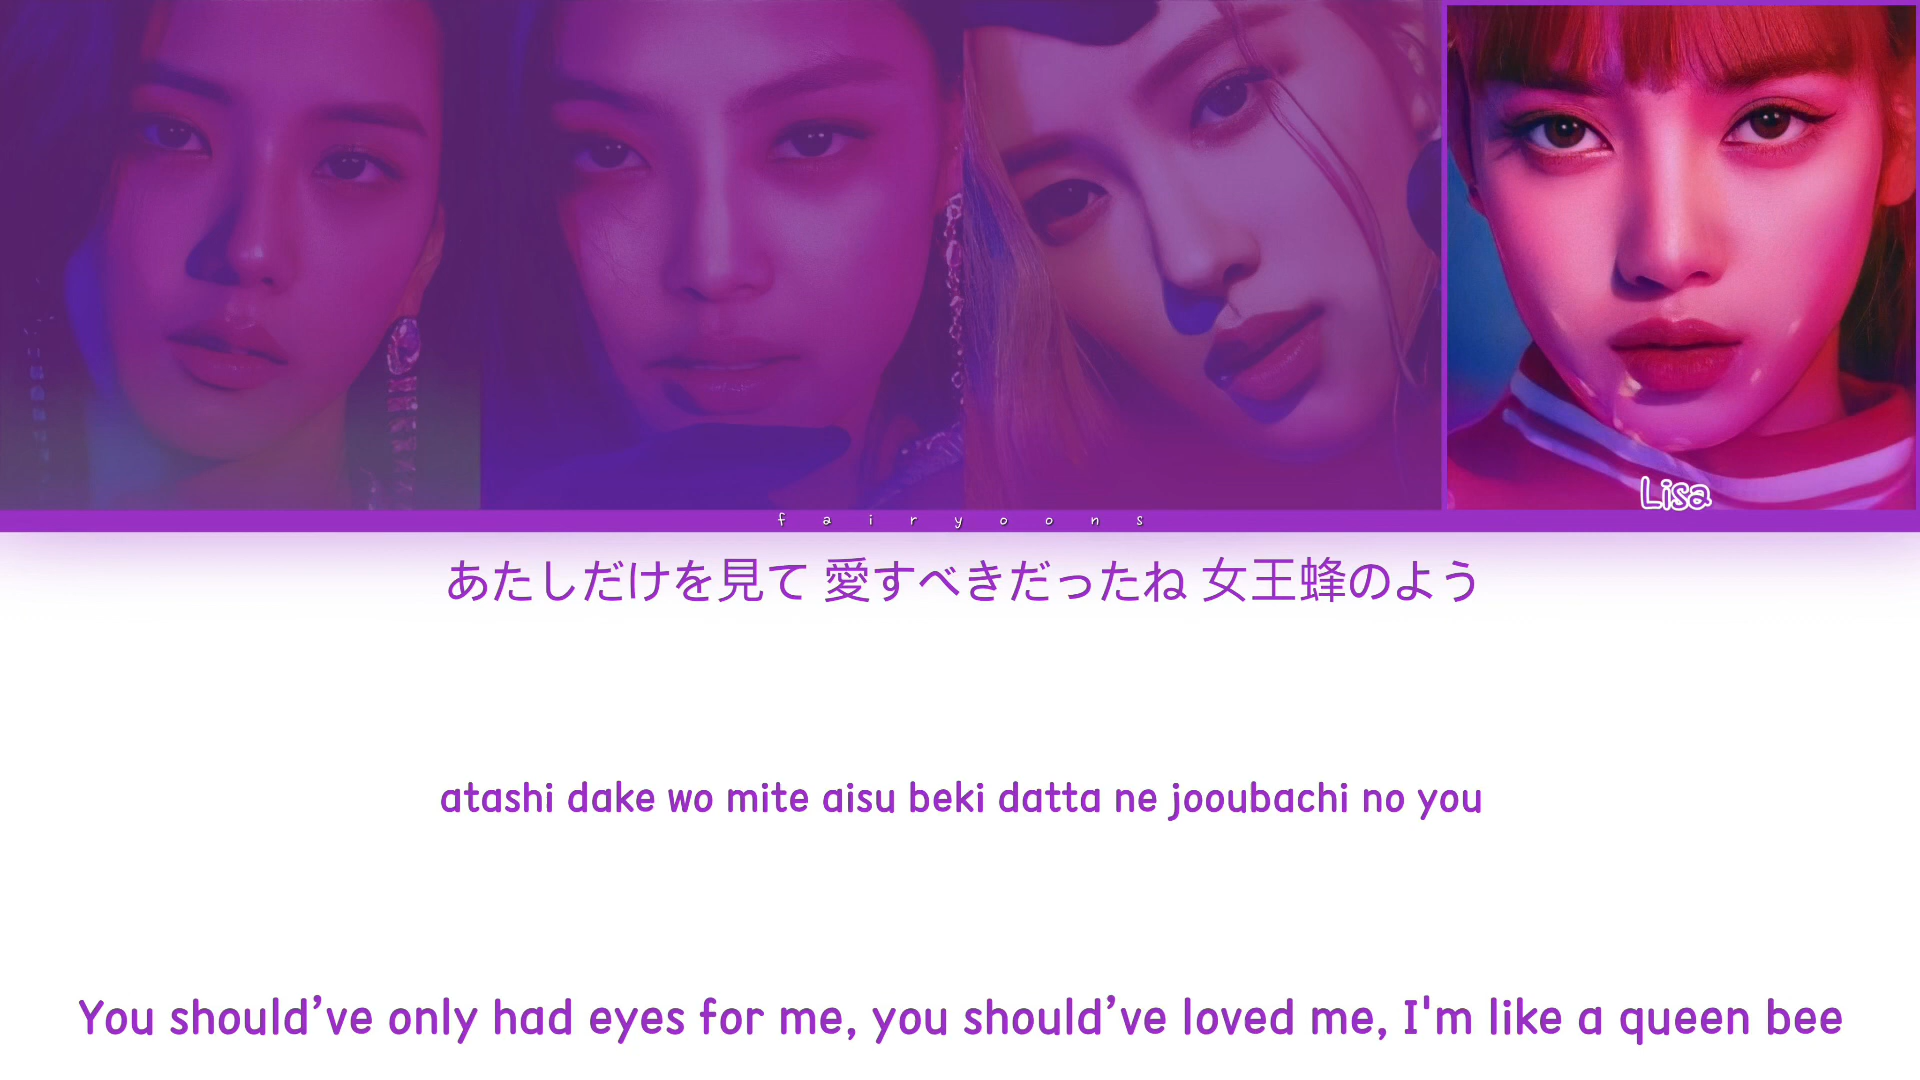 Lisa
fairyoons
あたしだけを見て 愛すべきだったね 女王蜂のよう
atashi dake wo mite aisu beki datta ne jooubachi no you
You should’ve only had eyes for me, you should’ve loved me, I'm like a queen bee